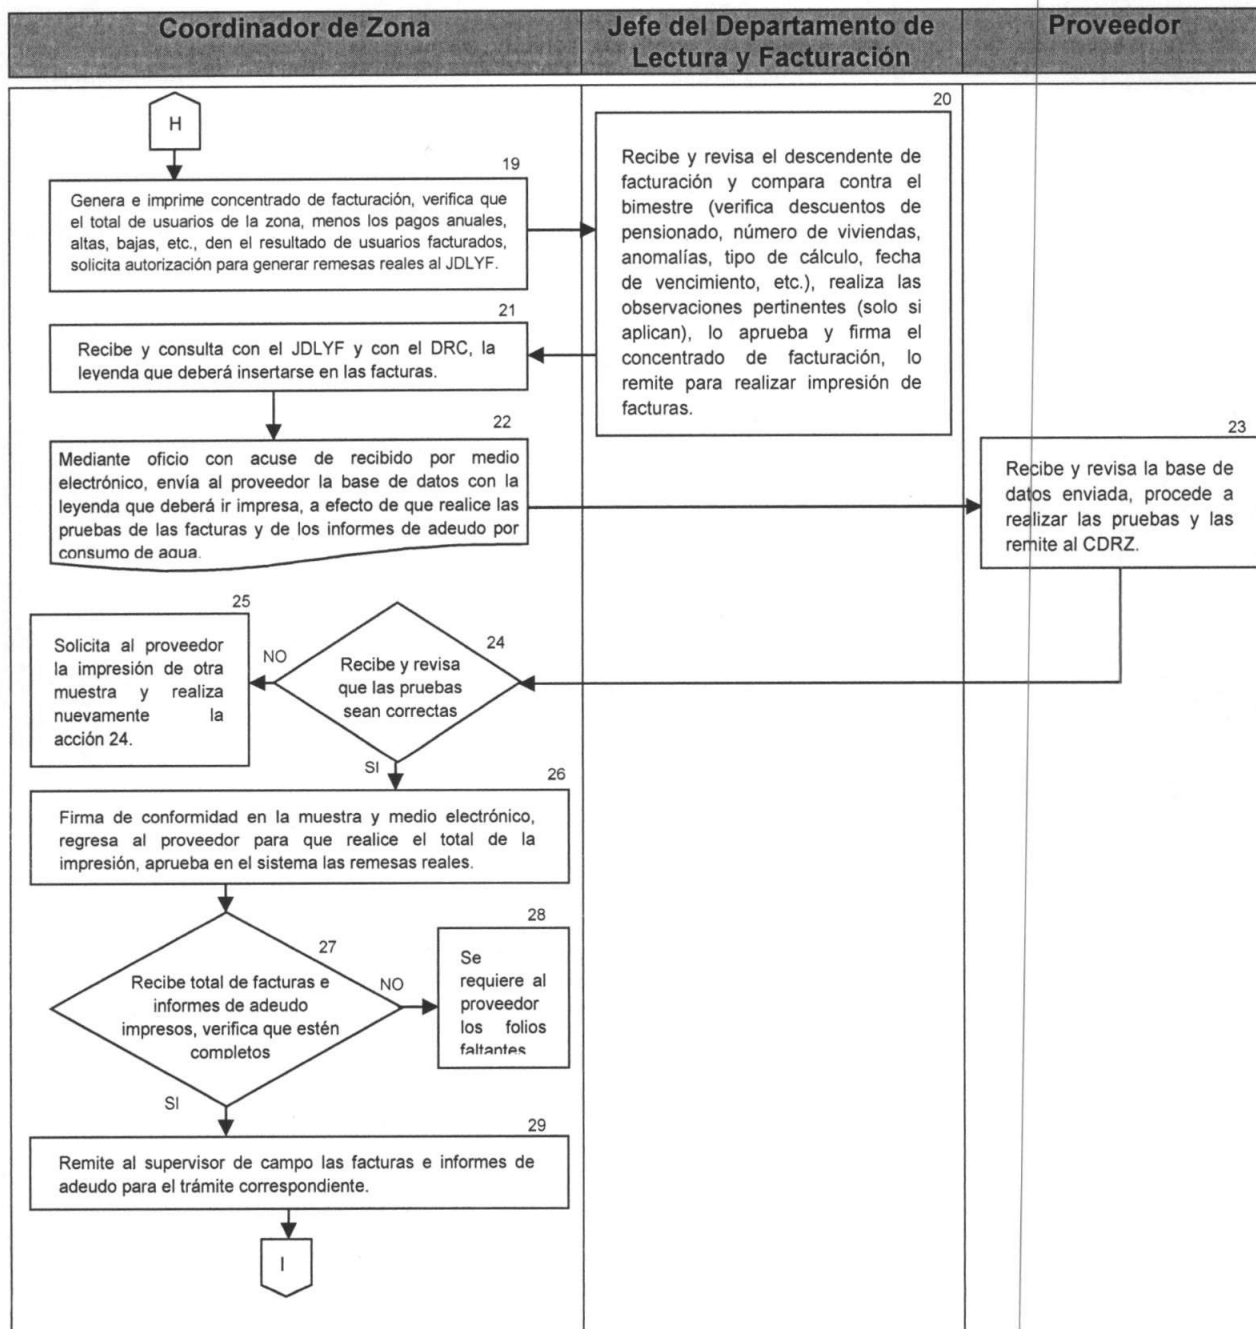 Coordinador de Zona
Jefe del Departamento de
Lectura y Facturación
Proveedor
H
19
Genera e imprime concentrado de facturación, verifica que
el total de usuarios de la zona, menos los pagos anuales,
altas, bajas, etc., den el resultado de usuarios facturados,
solicita autorización para generar remesas reales al JDLYF.
20
Recibe y revisa el descendente de
facturación y compara contra el
bimestre (verifica descuentos de
pensionado, número de viviendas,
anomalías, tipo de cálculo, fecha
de vencimiento, etc.), realiza las
observaciones pertinentes (solo si
aplican), lo aprueba y firma el
concentrado de facturación, lo
remite para realizar impresión de
facturas.
21
Recibe y consulta con el JDLYF y con el DRC, la
leyenda que deberá insertarse en las facturas.
22
Mediante oficio con acuse de recibido por medio
electrónico, envía al proveedor la base de datos con la
leyenda que deberá ir impresa, a efecto de que realice las
pruebas de las facturas y de los informes de adeudo por
consumo de agua.
23
Recibe y revisa la base de
datos enviada, procede a
realizar las pruebas y las
remite al CDRZ.
24
Recibe y revisa
que las pruebas
sean correctas
NO
25
Solicita al proveedor
la impresión de otra
muestra y realiza
nuevamente la
acción 24.
SI
26
Firma de conformidad en la muestra y medio electrónico,
regresa al proveedor para que realice el total de la
impresión, aprueba en el sistema las remesas reales.
27
Recibe total de facturas e
informes de adeudo
impresos, verifica que estén
completos
NO
28
Se
requiere al
proveedor
los folios
faltantes
SI
29
Remite al supervisor de campo las facturas e informes de
adeudo para el trámite correspondiente.
I